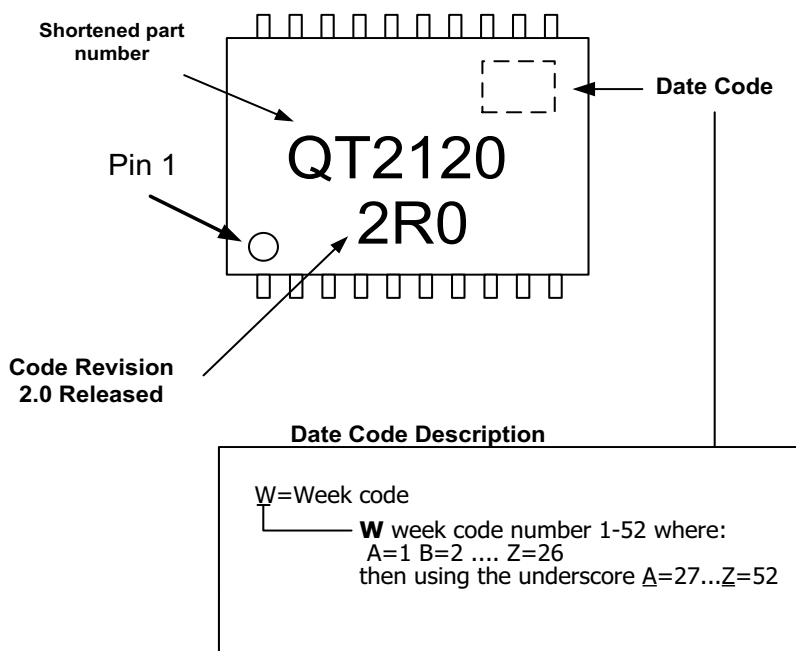 Shortened part
number
Date Code
QT2120
Pin 1
2R0
Code Revision
2.0 Released
Date Code Description
W=Week code
W week code number 1-52 where:
A=1 B=2 .... Z=26
then using the underscore A=27...Z=52